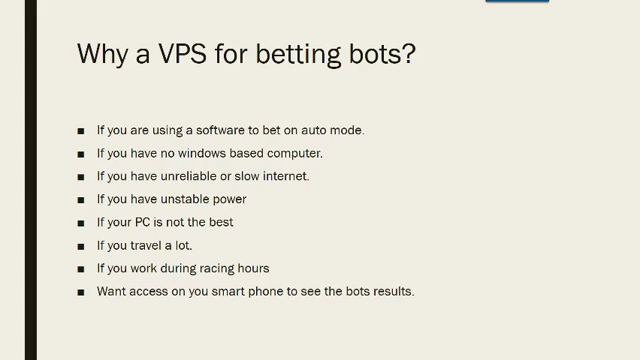 Why a VPS for betting bots?
■ If you are using a software to bet on auto mode.
■ If you have no windows based computer.
■ If you have unreliable or slow internet.
■ If you have unstable power
■ If your PC is not the best
■ If you travel a lot.
■ If you work during racing hours
■ Want access on you smart phone to see the bots results.